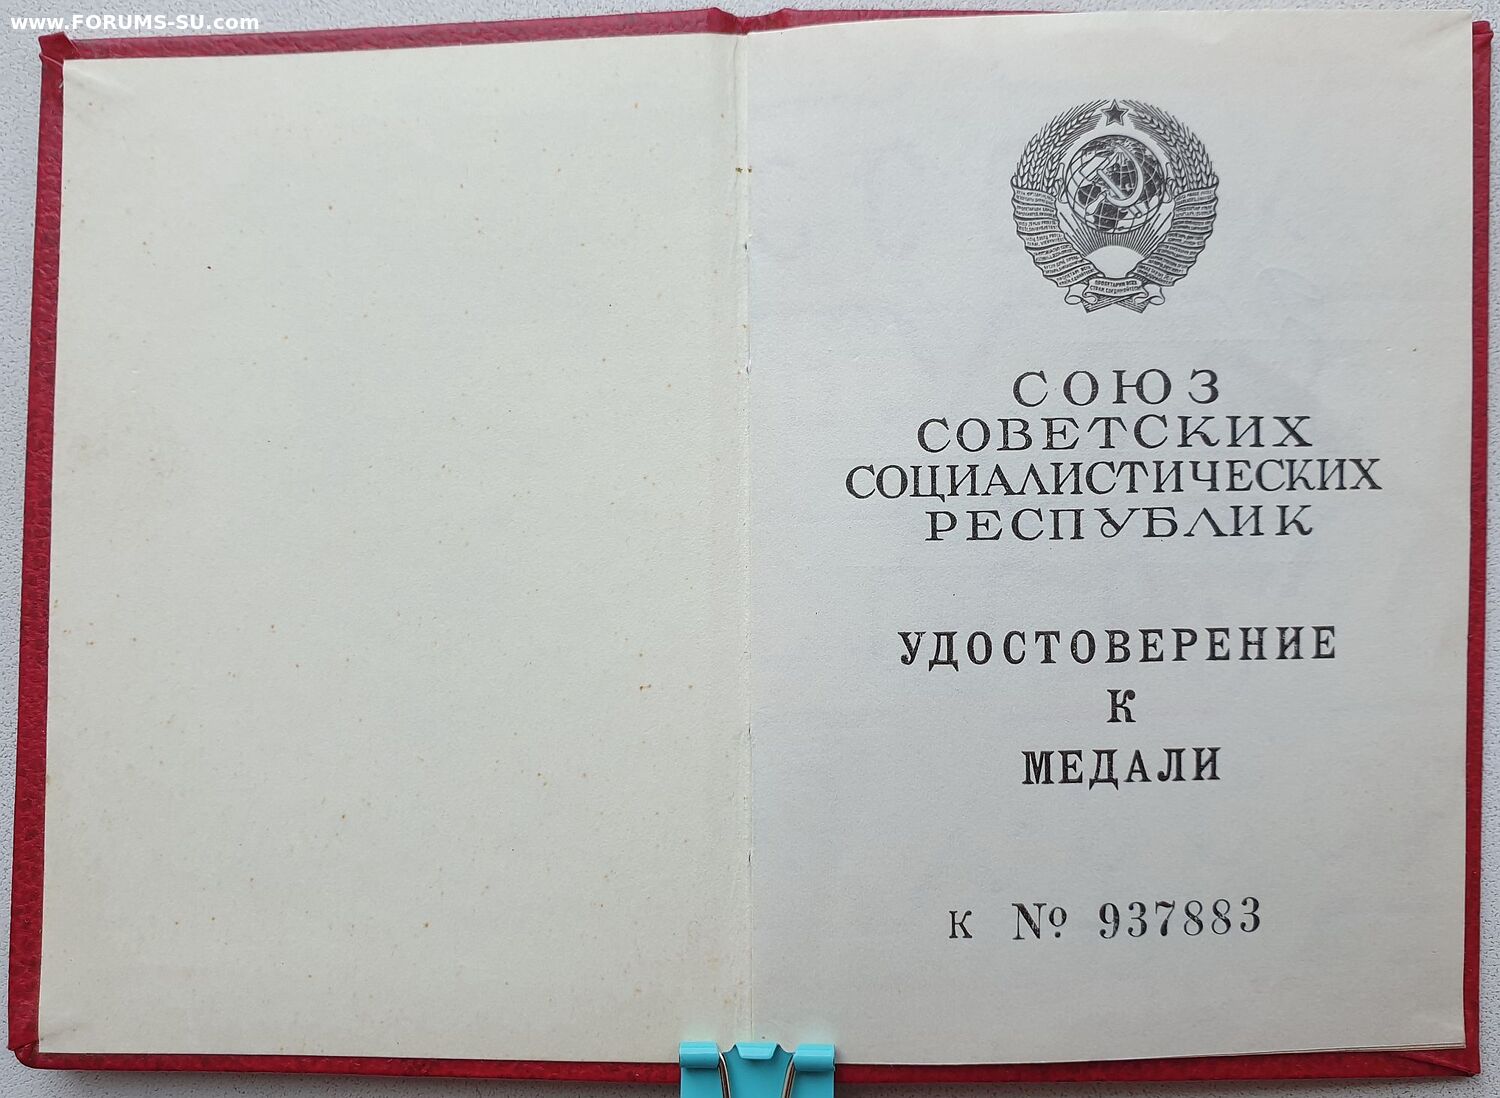 www.FORUMS-SU.com
СОЮЗ
СОВЕТСКИХ
СОЦИАЛИСТИЧЕСКИХ
РЕСПУБЛИК
УДОСТОВЕРЕНИЕ
К
МЕДАЛИ
К № 937883